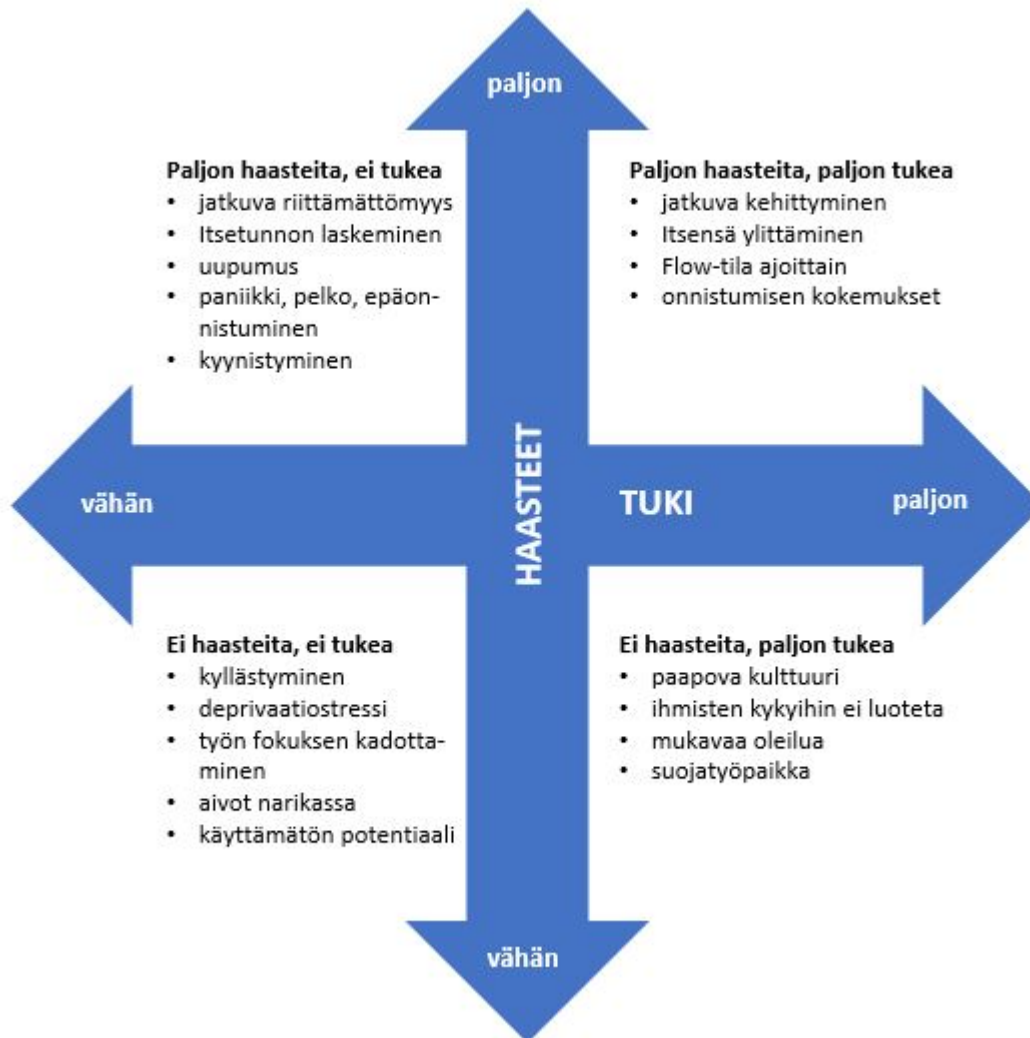 paljon
Paljon haasteita, ei tukea
• jatkuva riittämättömyys
• Itsetunnon laskeminen
• uupumus
• paniikki, pelko, epäon-
nistuminen
• kyynistyminen
Paljon haasteita, paljon tukea
• jatkuva kehittyminen
• Itsensä ylittäminen
• Flow-tila ajoittain
• onnistumisen kokemukset
vähän
HAASTEET
TUKI
paljon
Ei haasteita, ei tukea
• kyllästyminen
• deprivaatiostressi
• työn fokuksen kadotta-
minen
• aivot narikassa
• käyttämätön potentiaali
Ei haasteita, paljon tukea
• paapova kulttuuri
• ihmisten kykyihin ei luoteta
• mukavaa oleilua
• suojatyöpaikka
vähän